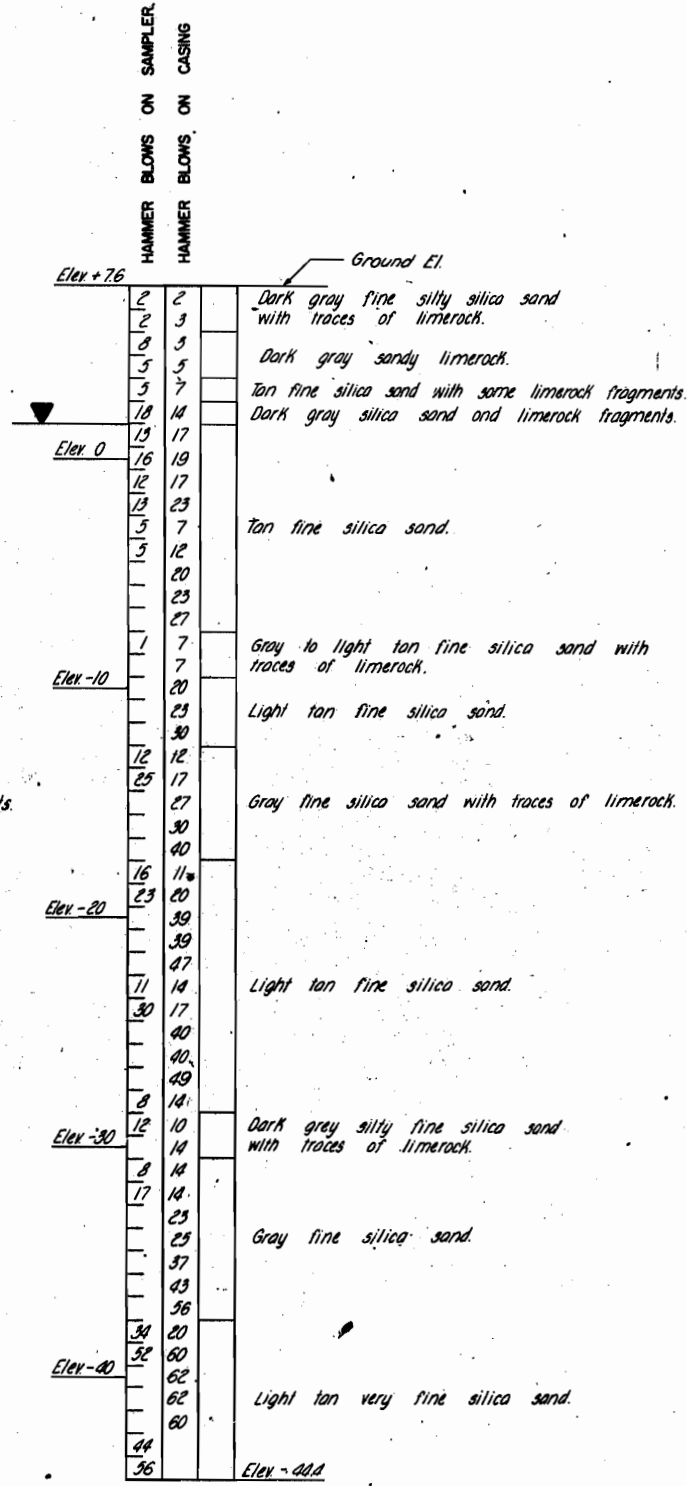 HAMMER BLOWS ON SAMPLER.
HAMMER BLOWS ON CASING
Ground El.
Elev. +7.6
2 2 Dark gray fine silty silica sand
2 3 with traces of limerock.
8 3
5 5 Dark gray sandy limerock.
5 7 Tan fine silica sand with some limerock fragments.
18 14 Dark gray silica sand and limerock fragments.
13 17
Elev. 0 16 19
12 17
13 23
5 7 Tan fine silica sand.
5 12
20
23
27
1 7 Gray to light tan fine silica sand with
7 traces of limerock.
Elev. -10 20
23 Light tan fine silica sand.
30
12 12
25 17
ts. 27 Gray fine silica sand with traces of limerock.
30
40
16 11
23 20
Elev. -20 39
39
47
11 14 Light tan fine silica sand.
30 17
40
40
49
8 14
12 10 Dark grey silty fine silica sand
Elev. -30 14 with traces of limerock.
8 14
17 14
23
25 Gray fine silica sand.
37
43
56
34 20
52 60
Elev. -40 62
62 Light tan very fine silica sand.
60
44
56 Elev. -44.4